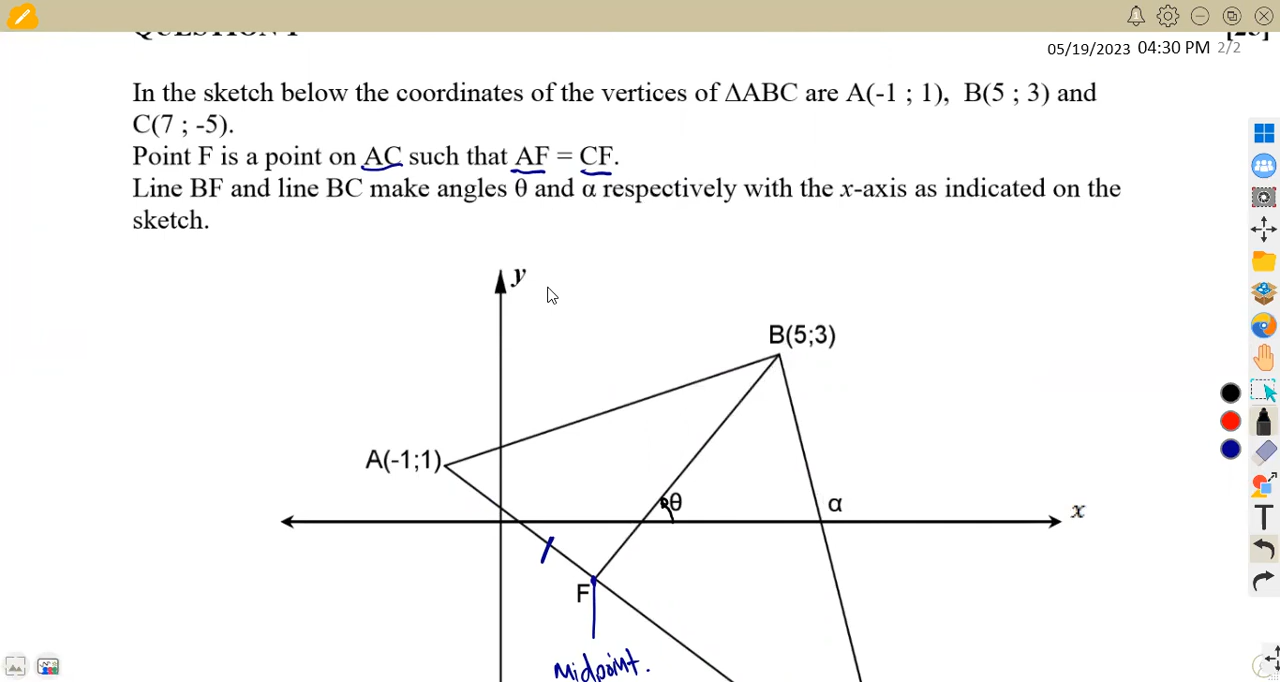 QUESTION 1
[25]
05/19/2023 04:30 PM 2/2
In the sketch below the coordinates of the vertices of ΔABC are A(-1 ; 1), B(5 ; 3) and
C(7 ; -5).
Point F is a point on AC such that AF = CF.
Line BF and line BC make angles θ and α respectively with the x-axis as indicated on the
sketch.
y
B(5;3)
A(-1;1)
θ
α
x
F
Midpoint.
T